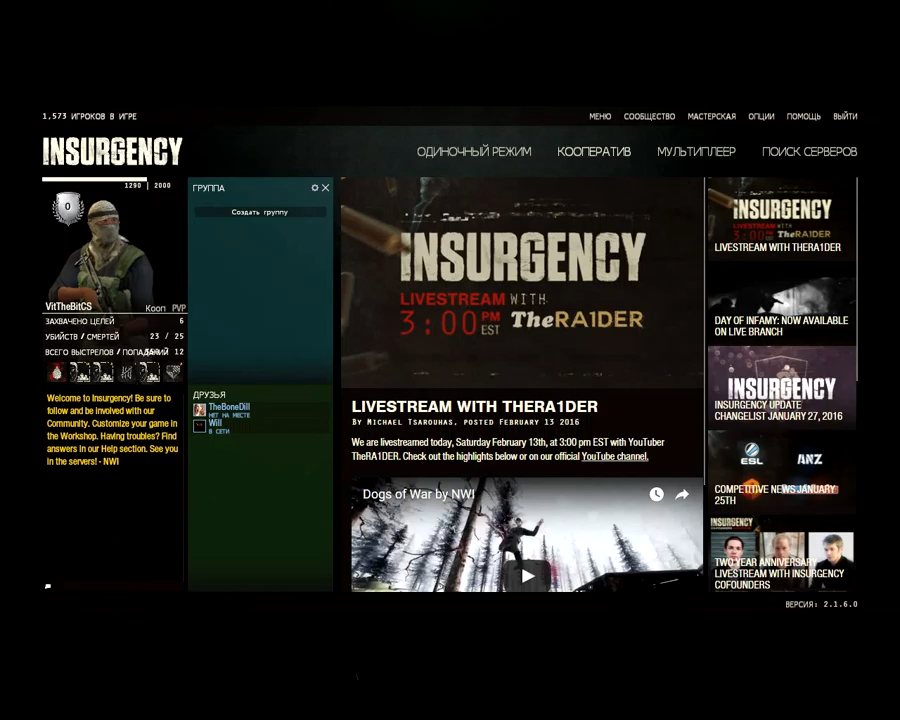 1,573 ИГРОКОВ В ИГРЕ
МЕНЮ СООБЩЕСТВО МАСТЕРСКАЯ ОПЦИИ ПОМОЩЬ ВЫЙТИ
INSURGENCY
ОДИНОЧНЫЙ РЕЖИМ КООПЕРАТИВ МУЛЬТИПЛЕЕР ПОИСК СЕРВЕРОВ
1290 | 2000
0
VitTheBitCS Кооп PVP
ЗАХВАЧЕНО ЦЕЛЕЙ 6
УБИЙСТВ / СМЕРТЕЙ 23 / 25
ВСЕГО ВЫСТРЕЛОВ / ПОПАДАНИЙ 12
Welcome to Insurgency! Be sure to
follow and be involved with our
Community. Customize your game in
the Workshop. Having troubles? Find
answers in our Help section. See you
in the servers! - NWI
ГРУППА
Создать группу
ДРУЗЬЯ
TheBoneDill
НЕТ НА МЕСТЕ
Will
В СЕТИ
INSURGENCY
LIVESTREAM WITH
3:00 PM EST TheRA1DER
LIVESTREAM WITH THERA1DER
BY MICHAEL TSAROUHAS, POSTED FEBRUARY 13 2016
We are livestreamed today, Saturday February 13th, at 3:00 pm EST with YouTuber
TheRA1DER. Check out the highlights below or on our official YouTube channel.
Dogs of War by NWI
INSURGENCY
LIVESTREAM WITH
TheRA1DER
LIVESTREAM WITH THERA1DER
DAY OF INFAMY: NOW AVAILABLE
ON LIVE BRANCH
INSURGENCY
INSURGENCY UPDATE
CHANGELIST JANUARY 27, 2016
ESL ANZ
COMPETITIVE NEWS JANUARY
25TH
INSURGENCY
TWO YEAR ANNIVERSARY
LIVESTREAM WITH INSURGENCY
COFOUNDERS
ВЕРСИЯ: 2.1.6.0